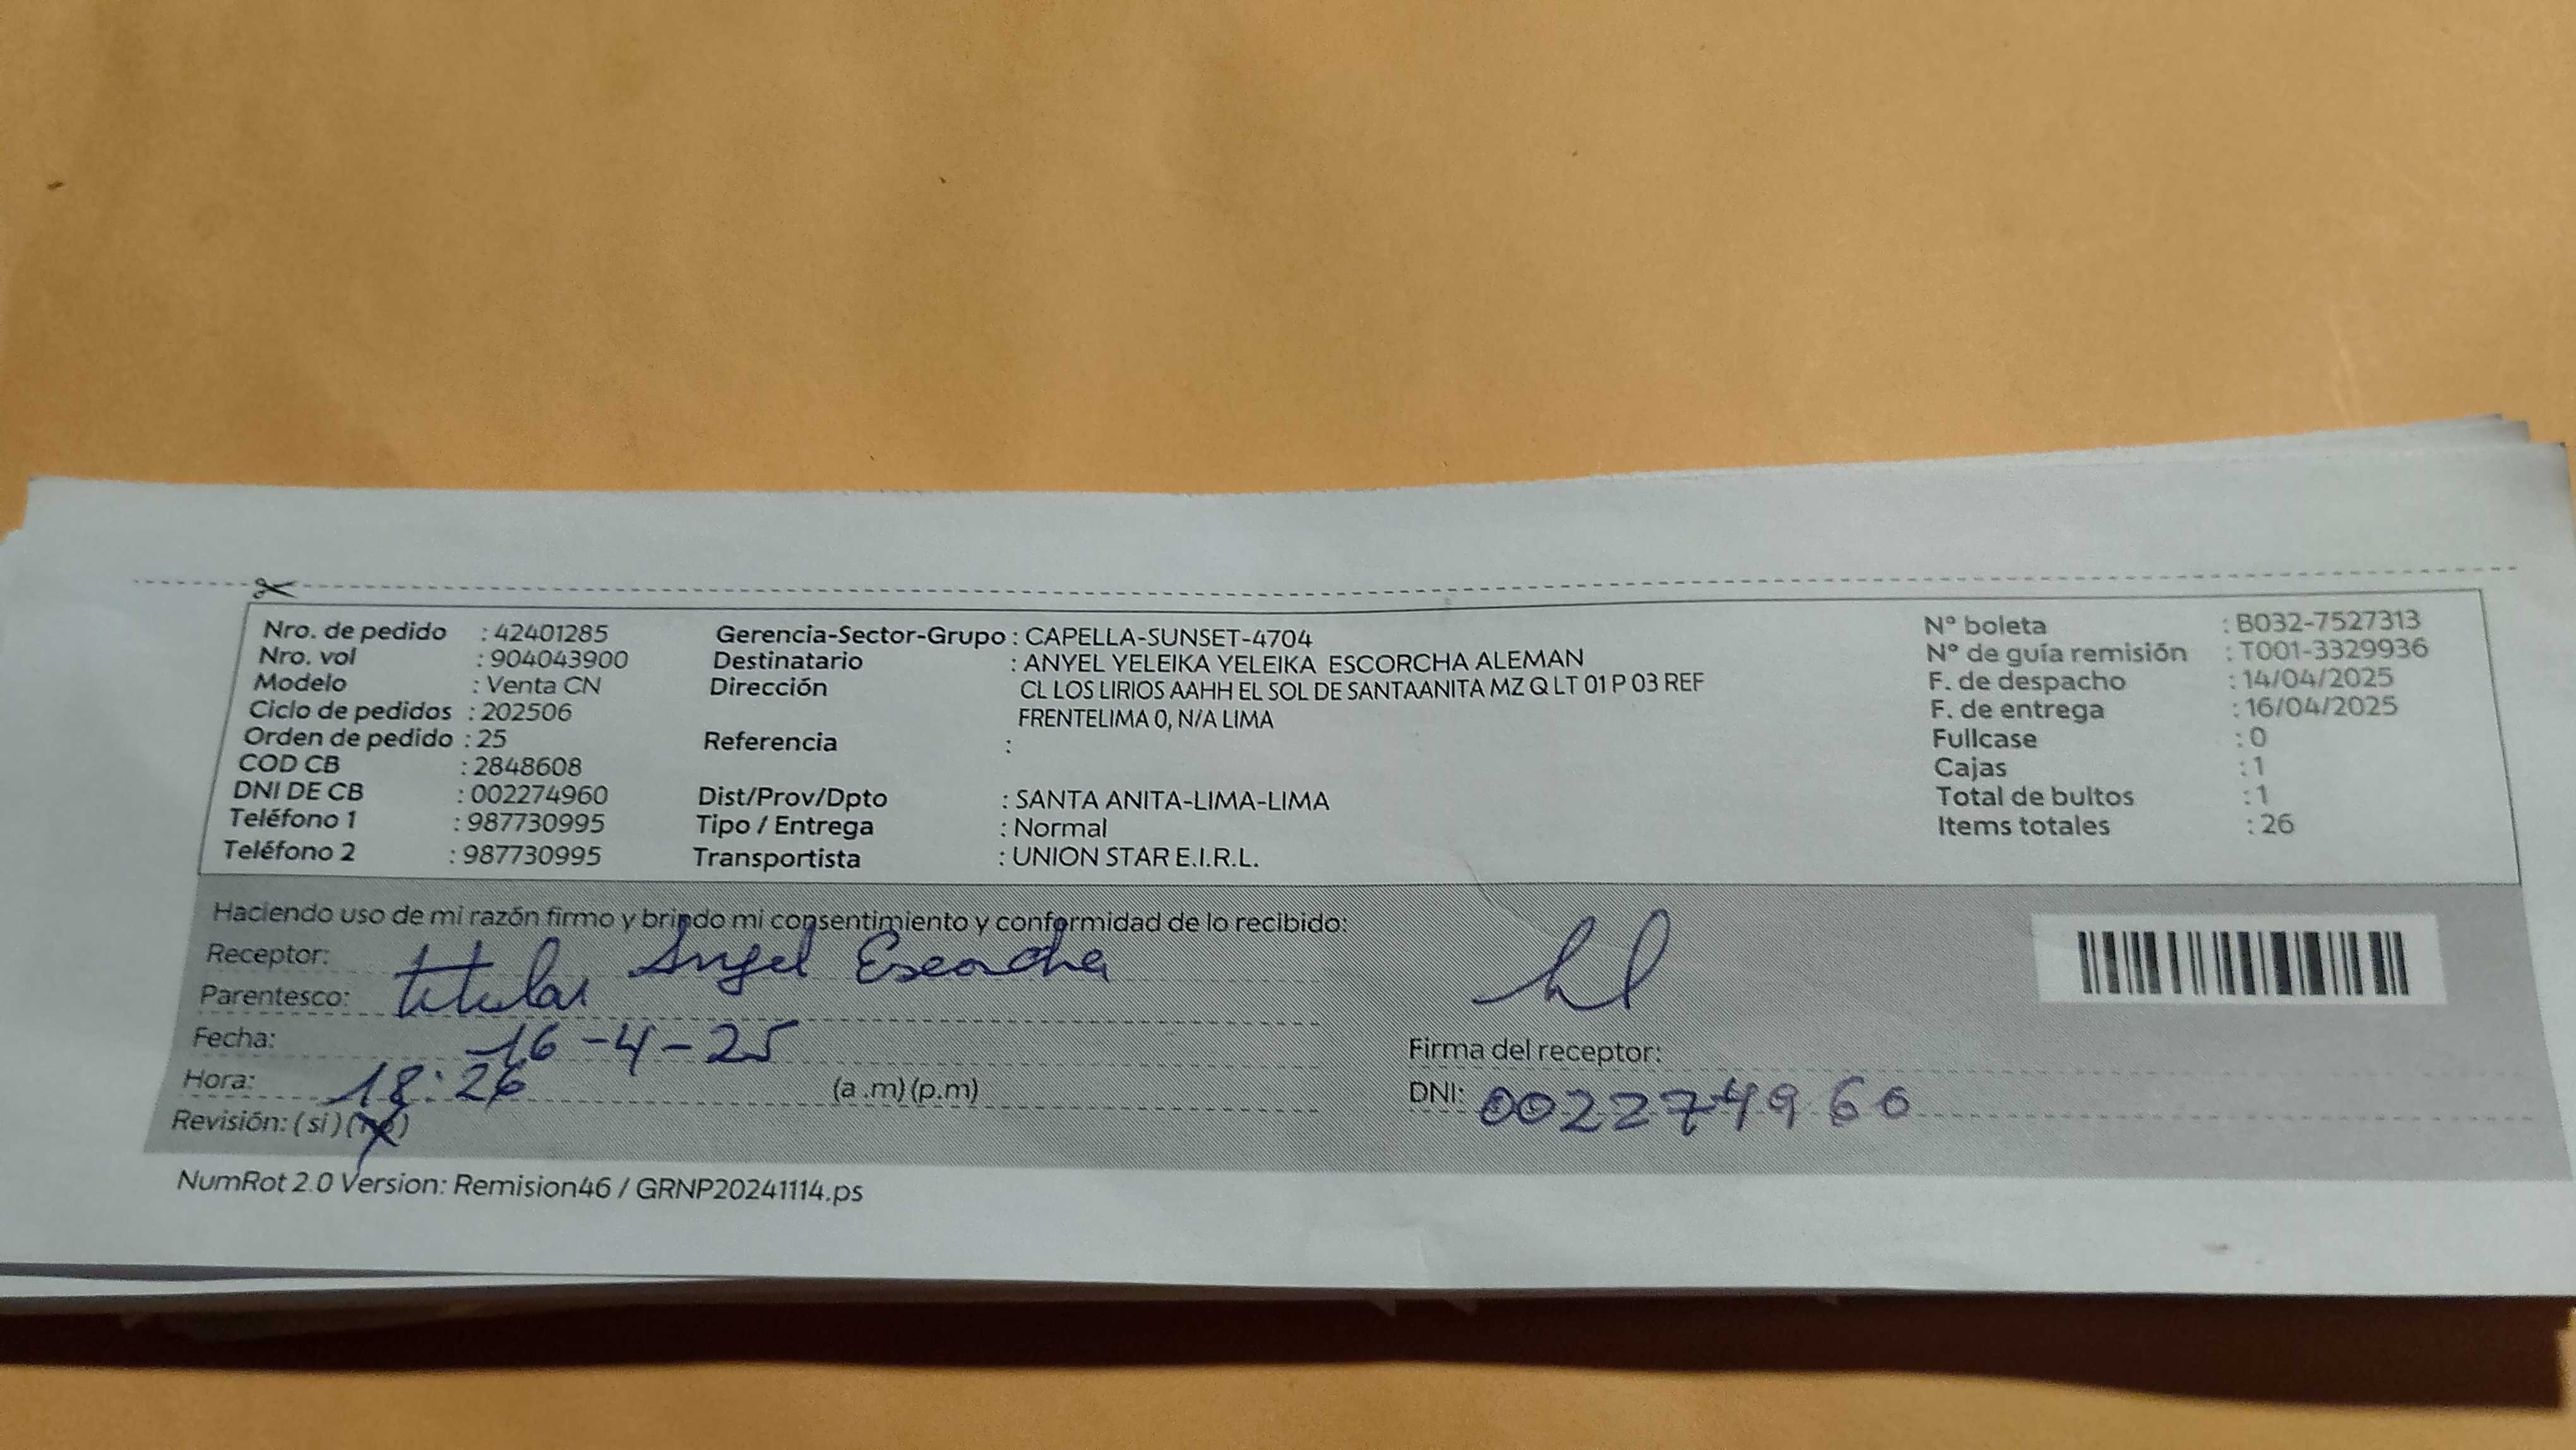 Nro. de pedido : 42401285
Nro. vol : 904043900
Modelo : Venta CN
Ciclo de pedidos : 202506
Orden de pedido : 25
COD CB : 2848608
DNI DE CB : 002274960
Teléfono 1 : 987730995
Teléfono 2 : 987730995
Gerencia-Sector-Grupo : CAPELLA-SUNSET-4704
Destinatario : ANYEL YELEIKA YELEIKA ESCORCHA ALEMAN
Dirección CL LOS LIRIOS AAHH EL SOL DE SANTAANITA MZ Q LT 01 P 03 REF
FRENTELIMA 0, N/A LIMA
Referencia :
Dist/Prov/Dpto : SANTA ANITA-LIMA-LIMA
Tipo / Entrega : Normal
Transportista : UNION STAR E.I.R.L.
N° boleta : B032-7527313
N° de guía remisión : T001-3329936
F. de despacho : 14/04/2025
F. de entrega : 16/04/2025
Fullcase : 0
Cajas : 1
Total de bultos : 1
Items totales : 26
Haciendo uso de mi razón firmo y brindo mi consentimiento y conformidad de lo recibido:
Receptor: Angel Escorcha
Parentesco: titular
Fecha: 16-4-25
Hora: 18:26 (a.m)(p.m)
Revisión: (si)(no)
Firma del receptor:
DNI: 002274960
NumRot 2.0 Version: Remision46 / GRNP20241114.ps